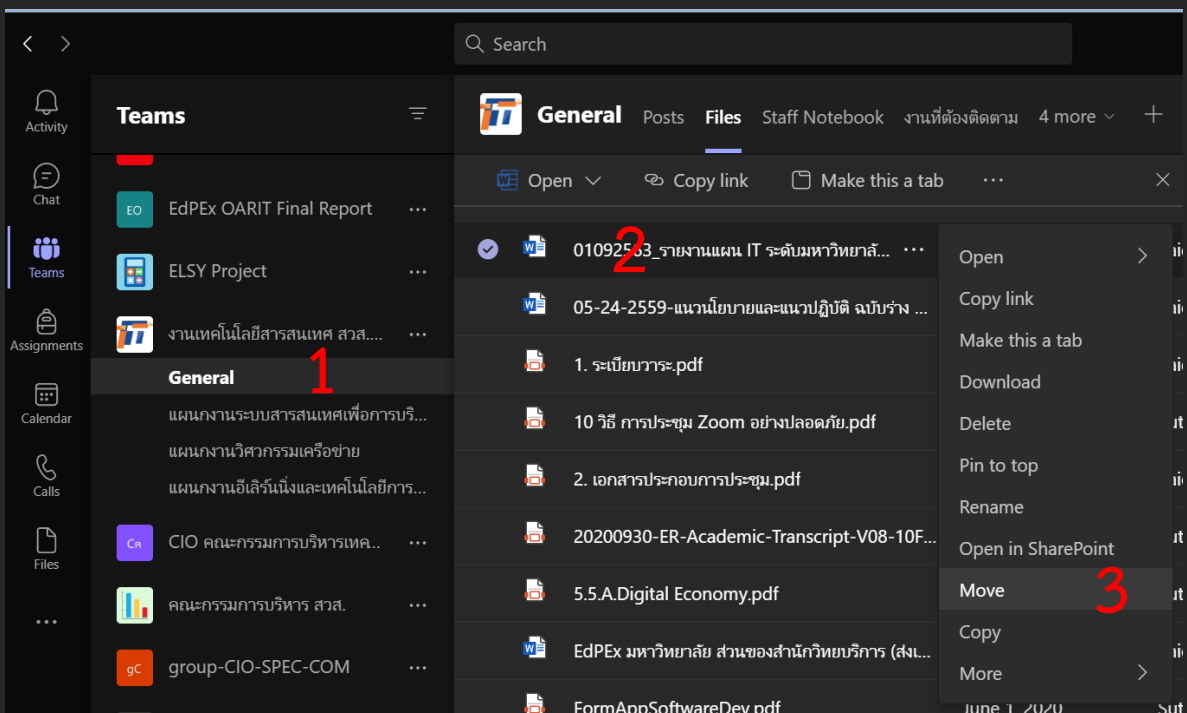 Search
Activity
Chat
Teams
Assignments
Calendar
Calls
Files
Teams
EO EdPEx OARIT Final Report ...
ELSY Project ...
งานเทคโนโลยีสารสนเทศ สวส.... ...
General 1
แผนกงานระบบสารสนเทศเพื่อการบริ...
แผนกงานวิศวกรรมเครือข่าย
แผนกงานอีเลิร์นนิ่งและเทคโนโลยีการ...
Cค CIO คณะกรรมการบริหารเทค... ...
คณะกรรมการบริหาร สวส. ...
gC group-CIO-SPEC-COM ...
General Posts Files Staff Notebook งานที่ต้องติดตาม 4 more
Open Copy link Make this a tab ...
01092563_รายงานแผน IT ระดับมหาวิทยาลั... ...
2
05-24-2559-แนวนโยบายและแนวปฏิบัติ ฉบับร่าง ...
1. ระเบียบวาระ.pdf
10 วิธี การประชุม Zoom อย่างปลอดภัย.pdf
2. เอกสารประกอบการประชุม.pdf
20200930-ER-Academic-Transcript-V08-10F...
5.5.A.Digital Economy.pdf
EdPEx มหาวิทยาลัย ส่วนของสำนักวิทยบริการ (ส่งเ...
FormAppSoftwareDev.pdf June 1, 2020 Sut
Open
Copy link
Make this a tab
Download
Delete
Pin to top
Rename
Open in SharePoint
Move 3
Copy
More